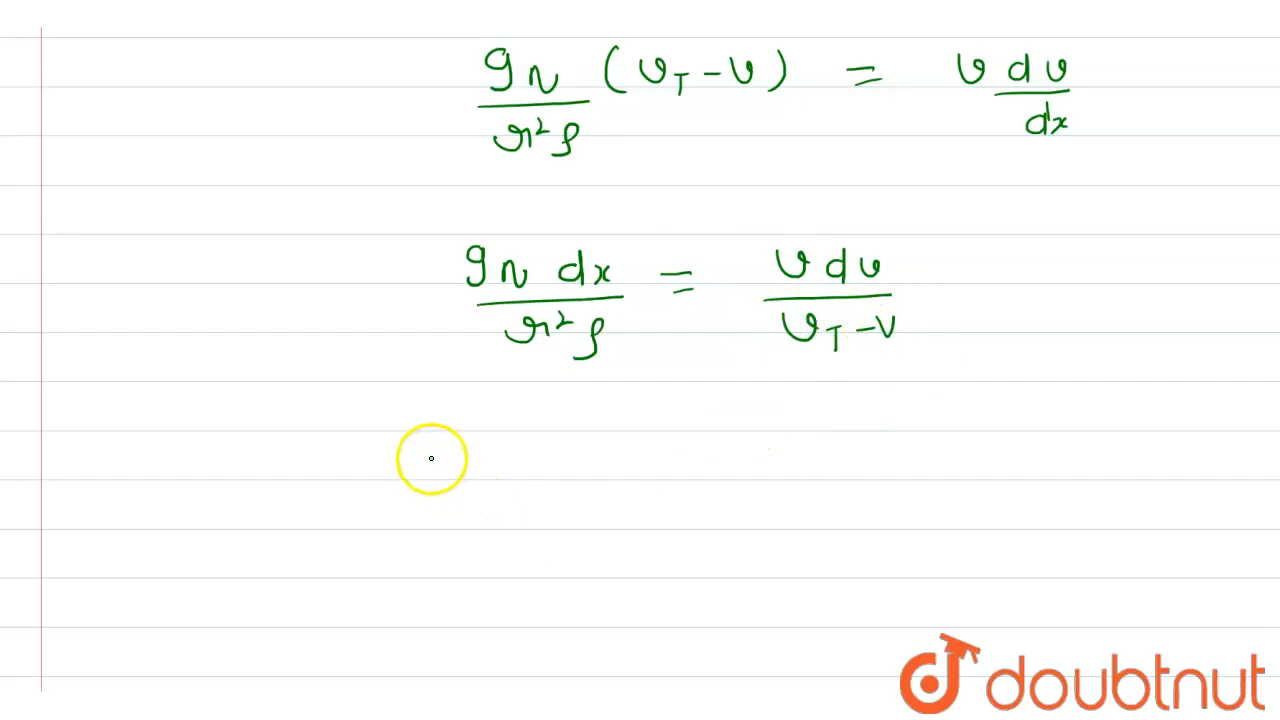 9η / r²ρ (v_T - v) = v dv / dx
9η dx / r²ρ = v dv / v_T - v
doubtnut